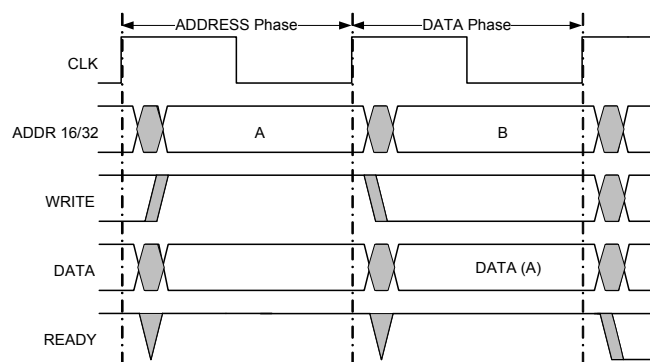 ADDRESS Phase DATA Phase
CLK
ADDR 16/32 A B
WRITE
DATA DATA (A)
READY